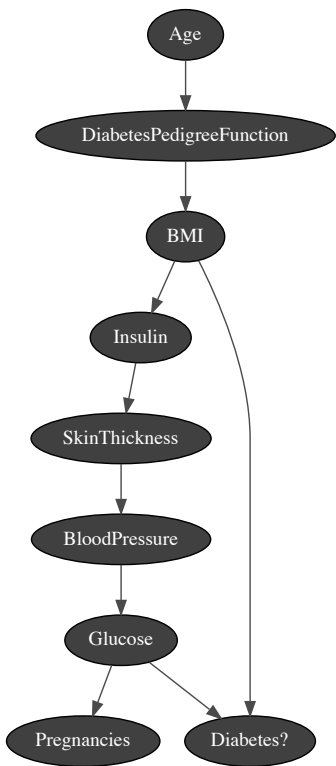 Age
DiabetesPedigreeFunction
BMI
Insulin
SkinThickness
BloodPressure
Glucose
Pregnancies
Diabetes?